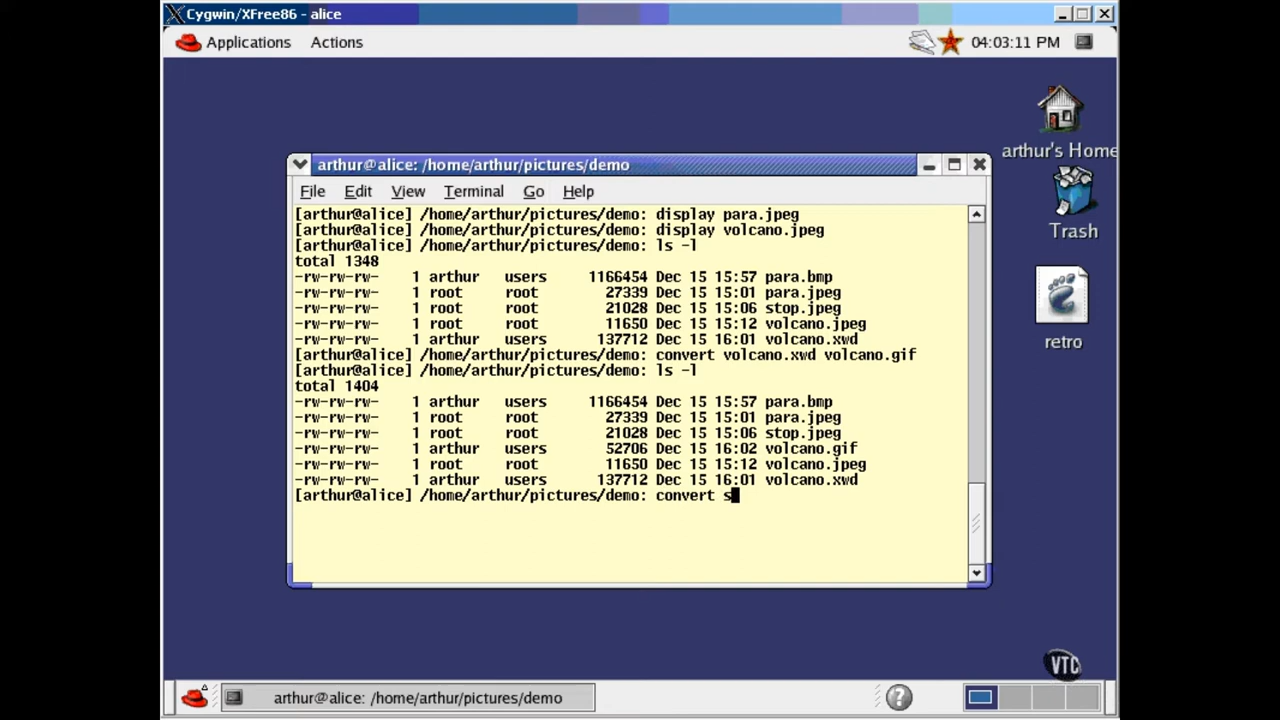 Cygwin/XFree86 - alice
Applications Actions 04:03:11 PM
arthur's Home
Trash
retro
arthur@alice: /home/arthur/pictures/demo
File Edit View Terminal Go Help
[arthur@alice] /home/arthur/pictures/demo: display para.jpeg
[arthur@alice] /home/arthur/pictures/demo: display volcano.jpeg
[arthur@alice] /home/arthur/pictures/demo: ls -l
total 1348
-rw-rw-rw- 1 arthur users 1166454 Dec 15 15:57 para.bmp
-rw-rw-rw- 1 root root 27339 Dec 15 15:01 para.jpeg
-rw-rw-rw- 1 root root 21028 Dec 15 15:06 stop.jpeg
-rw-rw-rw- 1 root root 11650 Dec 15 15:12 volcano.jpeg
-rw-rw-rw- 1 arthur users 137712 Dec 15 16:01 volcano.xwd
[arthur@alice] /home/arthur/pictures/demo: convert volcano.xwd volcano.gif
[arthur@alice] /home/arthur/pictures/demo: ls -l
total 1404
-rw-rw-rw- 1 arthur users 1166454 Dec 15 15:57 para.bmp
-rw-rw-rw- 1 root root 27339 Dec 15 15:01 para.jpeg
-rw-rw-rw- 1 root root 21028 Dec 15 15:06 stop.jpeg
-rw-rw-rw- 1 arthur users 52706 Dec 15 16:02 volcano.gif
-rw-rw-rw- 1 root root 11650 Dec 15 15:12 volcano.jpeg
-rw-rw-rw- 1 arthur users 137712 Dec 15 16:01 volcano.xwd
[arthur@alice] /home/arthur/pictures/demo: convert s
VTC
arthur@alice: /home/arthur/pictures/demo